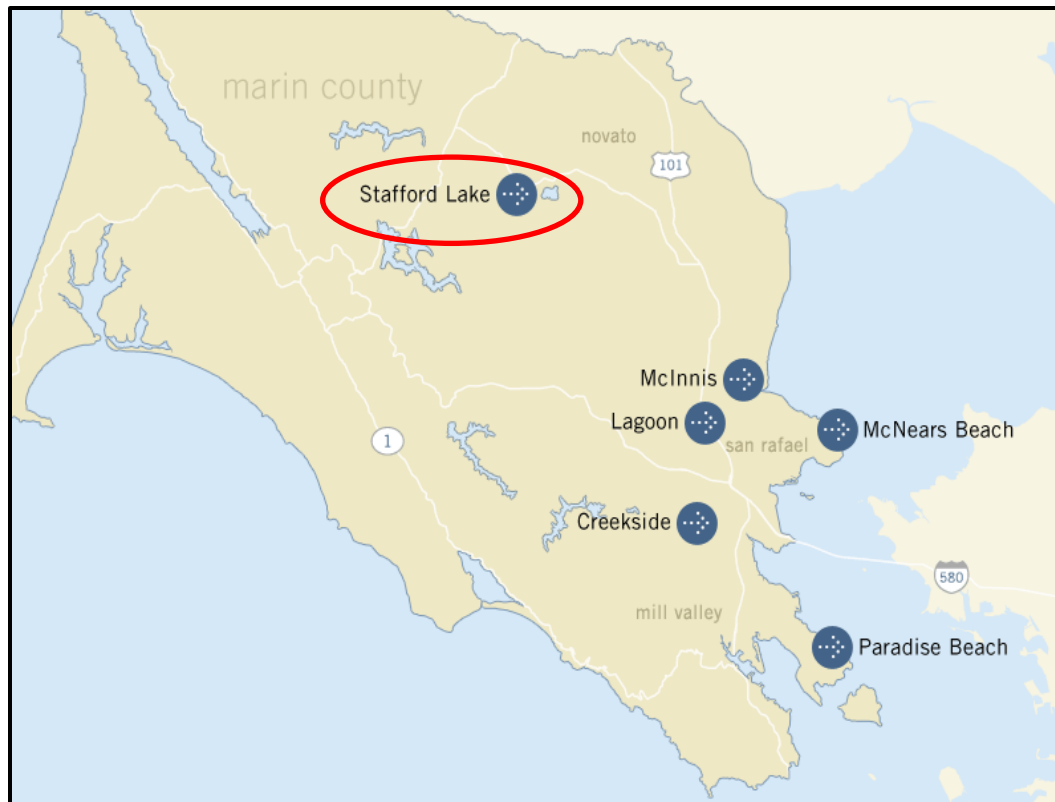 marin county
novato
101
Stafford Lake
McInnis
Lagoon
McNears Beach
san rafael
1
Creekside
580
mill valley
Paradise Beach